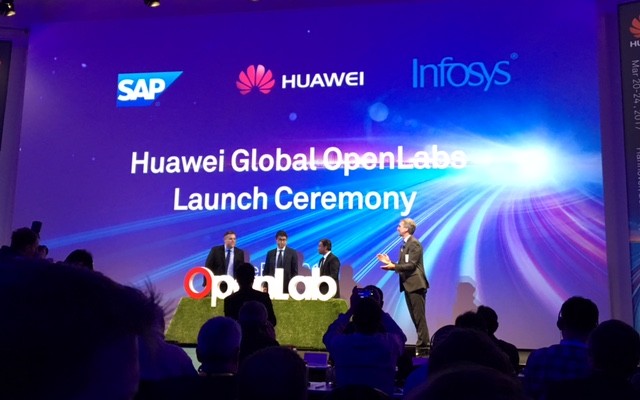 SAP
HUAWEI
Infosys®
Huawei Global OpenLabs
Launch Ceremony
OpenLab